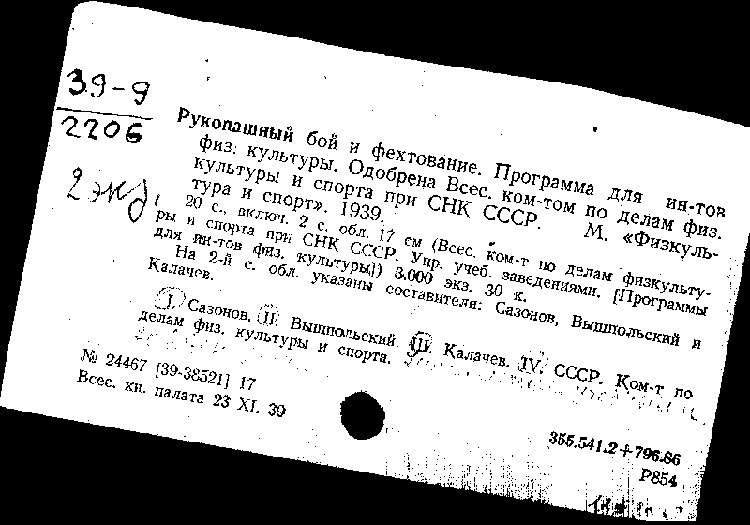 39-9
2206
2 экз.
Рукопашный бой и фехтование. Программа для ин-тов
физ. культуры. Одобрена Всес. ком-том по делам физ.
культуры и спорта при СНК СССР. М. «Физкуль-
тура и спорт». 1939.
20 с., включ. 2 с. обл. 17 см (Всес. ком-т по делам физкульту-
ры и спорта при СНК СССР. Упр. учеб. заведениями. [Программы
для ин-тов физ. культуры]) 3.000 экз. 30 к.
На 2-й с. обл. указаны составители: Сазонов, Вышпольский и
Калачев.
I. Сазонов. II. Вышпольский. III. Калачев. IV. СССР. Ком-т по
делам физ. культуры и спорта.
№ 24467 [39-38521] 17
Всес. кн. палата 23 XI. 39
355.541.2+796.86
Р854